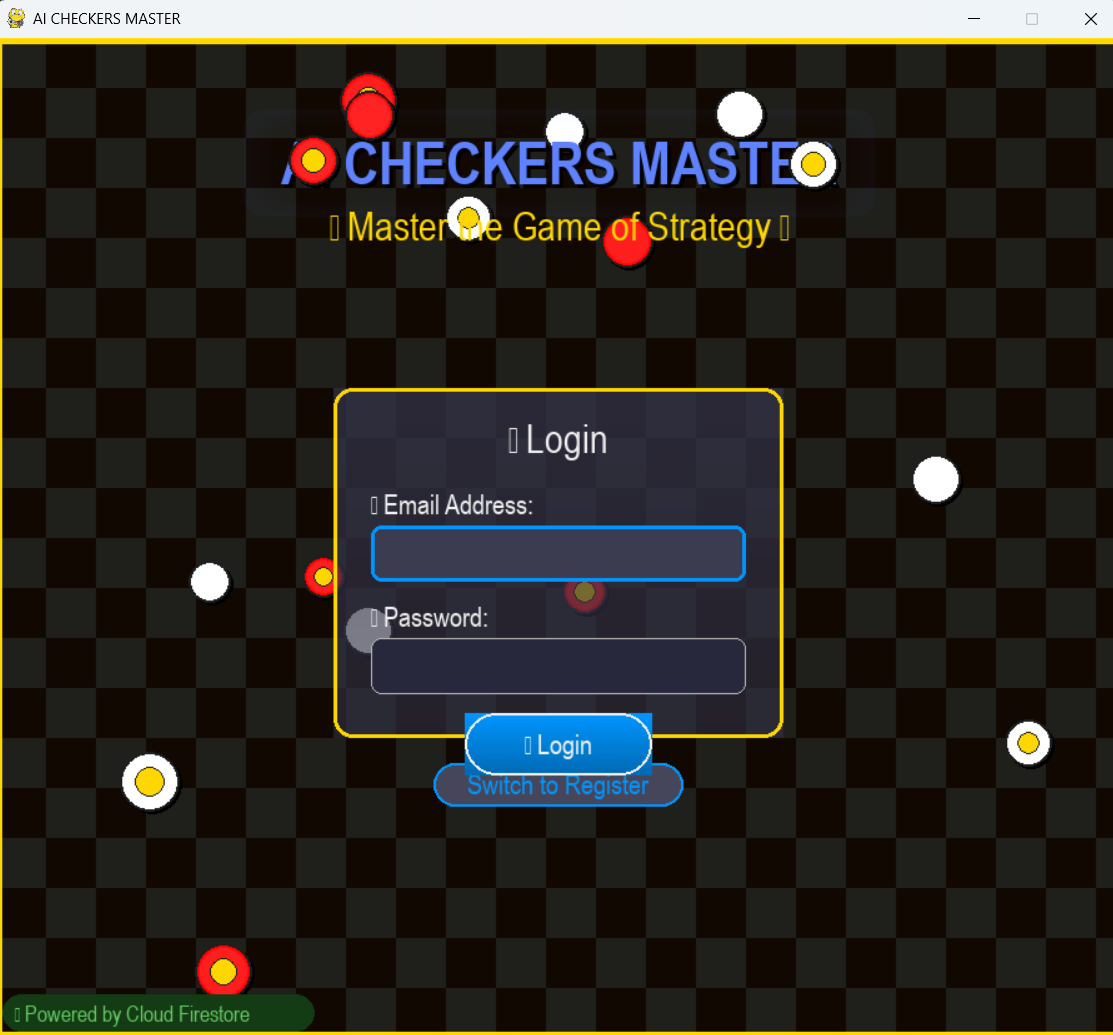 AI CHECKERS MASTER
CHECKERS MASTER
Master the Game of Strategy
Login
Email Address:
Password:
Login
Switch to Register
Powered by Cloud Firestore